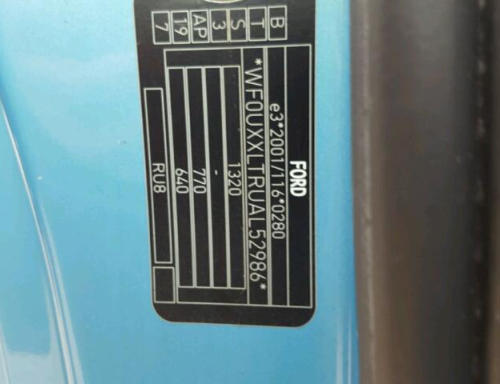 FORD
e3*2001/116*0280
*WF0UXXLTRUAL52986*
1320
-
770
640
RU8
B
T
S
3
AP
19
7